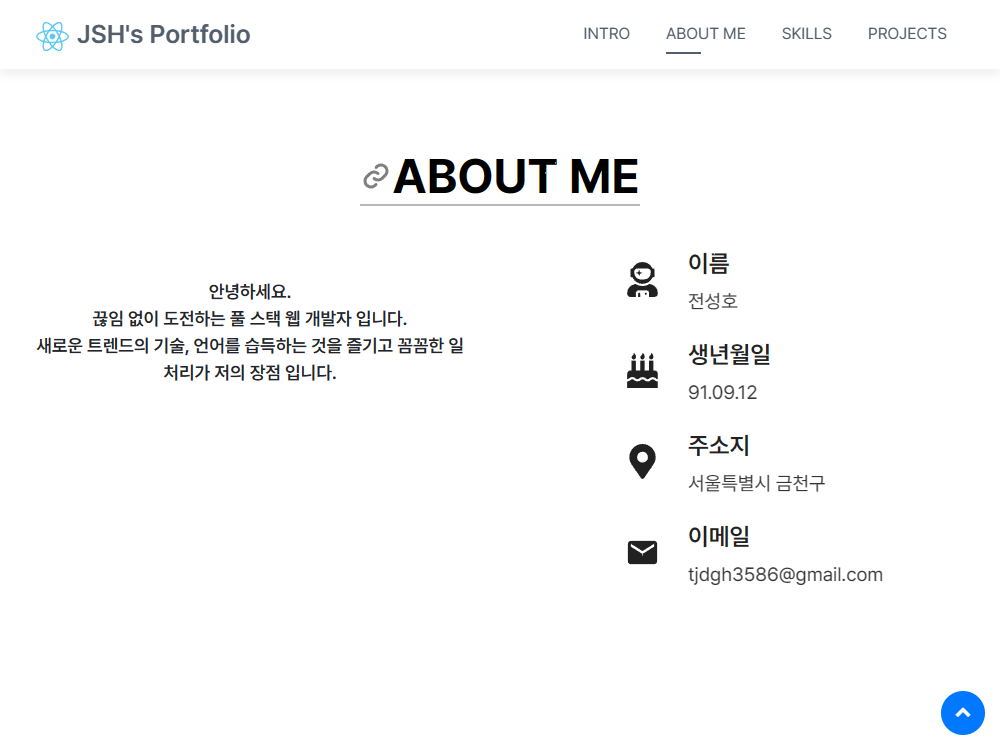 JSH's Portfolio
INTRO ABOUT ME SKILLS PROJECTS
ABOUT ME
안녕하세요.
끊임 없이 도전하는 풀 스택 웹 개발자 입니다.
새로운 트렌드의 기술, 언어를 습득하는 것을 즐기고 꼼꼼한 일
처리가 저의 장점 입니다.
이름
전성호
생년월일
91.09.12
주소지
서울특별시 금천구
이메일
tjdgh3586@gmail.com